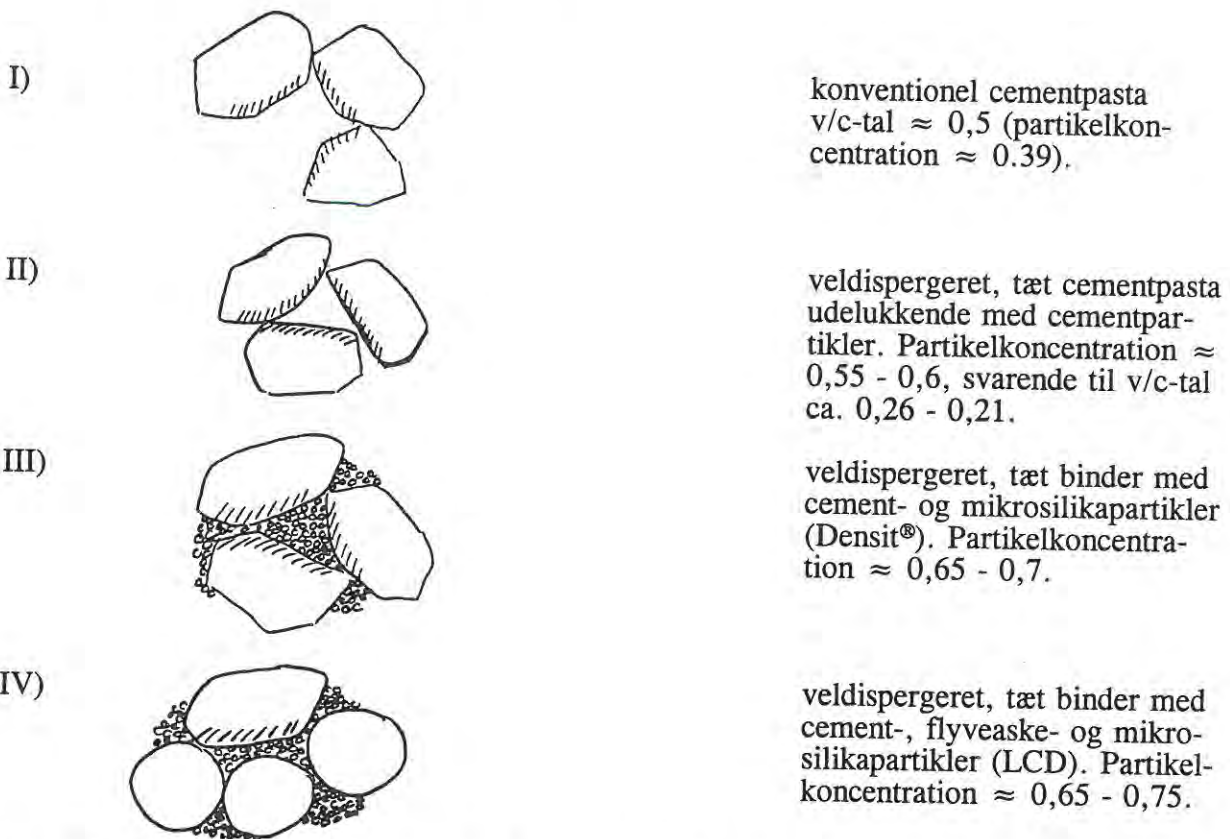 I)
konventionel cementpasta
v/c-tal ≈ 0,5 (partikelkon-
centration ≈ 0.39).
II)
veldispergeret, tæt cementpasta
udelukkende med cementpar-
tikler. Partikelkoncentration ≈
0,55 - 0,6, svarende til v/c-tal
ca. 0,26 - 0,21.
III)
veldispergeret, tæt binder med
cement- og mikrosilikapartikler
(Densit®). Partikelkoncentra-
tion ≈ 0,65 - 0,7.
IV)
veldispergeret, tæt binder med
cement-, flyveaske- og mikro-
silikapartikler (LCD). Partikel-
koncentration ≈ 0,65 - 0,75.